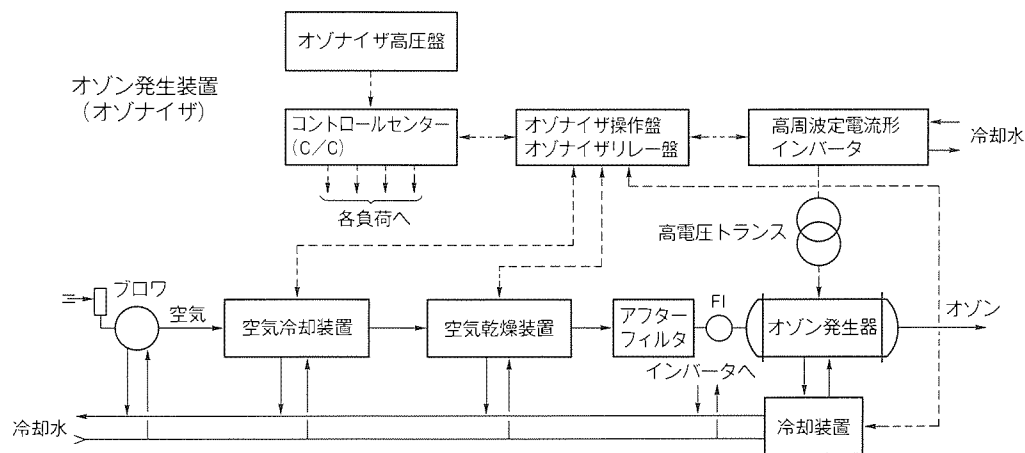 オゾナイザ高圧盤
オゾン発生装置
(オゾナイザ)
コントロールセンター
(C/C)
オゾナイザ操作盤
オゾナイザリレー盤
高周波定電流形
インバータ
冷却水
各負荷へ
高電圧トランス
ブロワ
空気
空気冷却装置
空気乾燥装置
アフター
フィルタ
FI
オゾン発生器
オゾン
インバータへ
冷却水
冷却装置